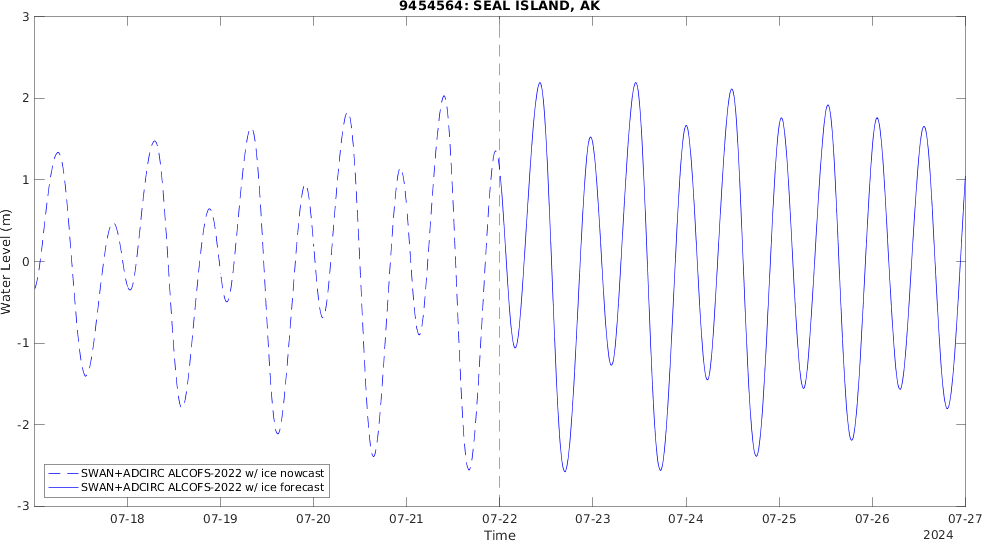 9454564: SEAL ISLAND, AK
3
2
1
0
-1
-2
-3
Water Level (m)
SWAN+ADCIRC ALCOFS-2022 w/ ice nowcast
SWAN+ADCIRC ALCOFS-2022 w/ ice forecast
07-18 07-19 07-20 07-21 07-22 07-23 07-24 07-25 07-26 07-27
Time
2024